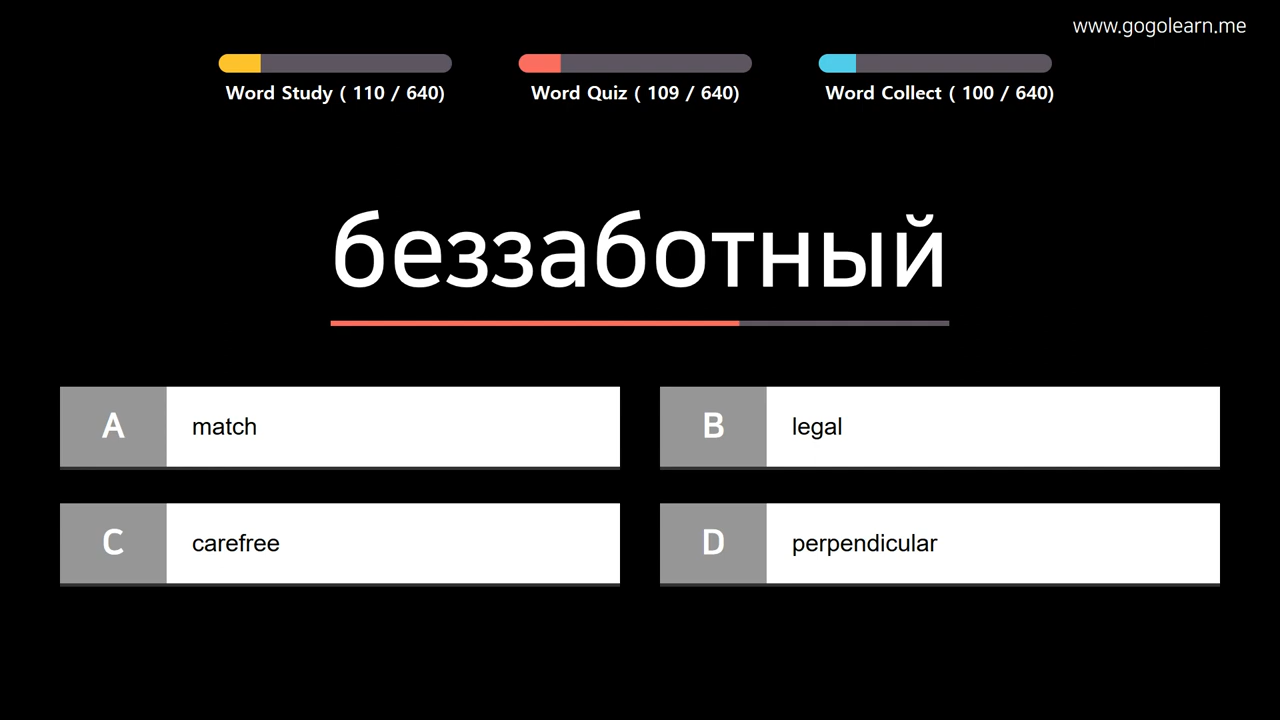 www.gogolearn.me
Word Study ( 110 / 640)
Word Quiz ( 109 / 640)
Word Collect ( 100 / 640)
беззаботный
A match
B legal
C carefree
D perpendicular